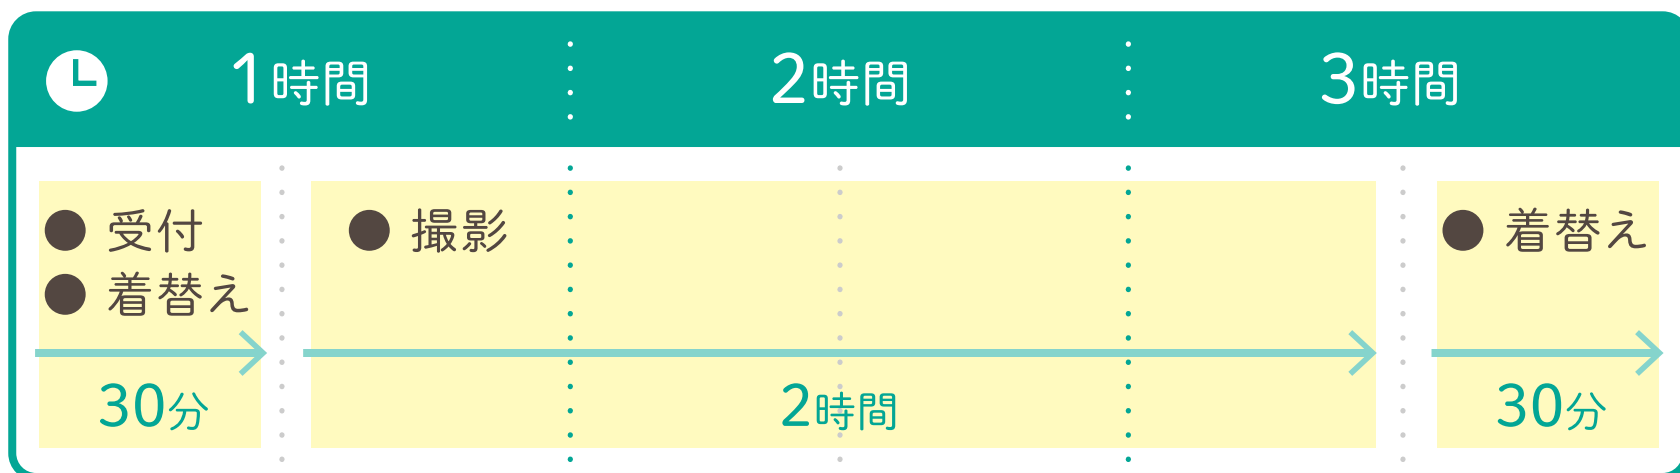 1時間 2時間 3時間
● 受付
● 着替え
30分
● 撮影
2時間
● 着替え
30分